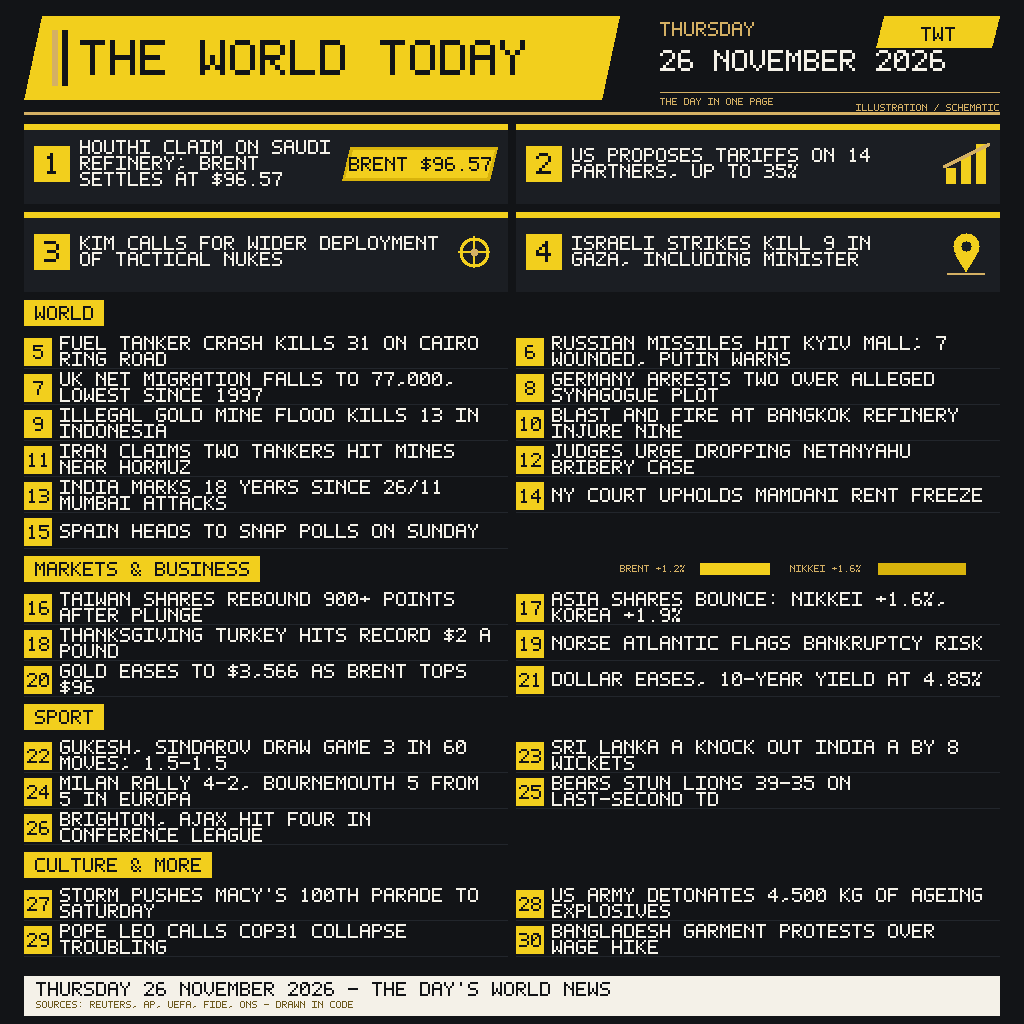 THE WORLD TODAY
THURSDAY
TWT
26 NOVEMBER 2026
THE DAY IN ONE PAGE
ILLUSTRATION / SCHEMATIC
1
HOUTHI CLAIM ON SAUDI
REFINERY; BRENT
SETTLES AT $96.57
BRENT $96.57
2
US PROPOSES TARIFFS ON 14
PARTNERS, UP TO 35%
3
KIM CALLS FOR WIDER DEPLOYMENT
OF TACTICAL NUKES
4
ISRAELI STRIKES KILL 9 IN
GAZA, INCLUDING MINISTER
WORLD
5
FUEL TANKER CRASH KILLS 31 ON CAIRO
RING ROAD
6
RUSSIAN MISSILES HIT KYIV MALL; 7
WOUNDED, PUTIN WARNS
7
UK NET MIGRATION FALLS TO 77,000,
LOWEST SINCE 1997
8
GERMANY ARRESTS TWO OVER ALLEGED
SYNAGOGUE PLOT
9
ILLEGAL GOLD MINE FLOOD KILLS 13 IN
INDONESIA
10
BLAST AND FIRE AT BANGKOK REFINERY
INJURE NINE
11
IRAN CLAIMS TWO TANKERS HIT MINES
NEAR HORMUZ
12
JUDGES URGE DROPPING NETANYAHU
BRIBERY CASE
13
INDIA MARKS 18 YEARS SINCE 26/11
MUMBAI ATTACKS
14
NY COURT UPHOLDS MAMDANI RENT FREEZE
15
SPAIN HEADS TO SNAP POLLS ON SUNDAY
MARKETS & BUSINESS
BRENT +1.2%
NIKKEI +1.6%
16
TAIWAN SHARES REBOUND 900+ POINTS
AFTER PLUNGE
17
ASIA SHARES BOUNCE: NIKKEI +1.6%,
KOREA +1.9%
18
THANKSGIVING TURKEY HITS RECORD $2 A
POUND
19
NORSE ATLANTIC FLAGS BANKRUPTCY RISK
20
GOLD EASES TO $3,566 AS BRENT TOPS
$96
21
DOLLAR EASES, 10-YEAR YIELD AT 4.85%
SPORT
22
GUKESH, SINDAROV DRAW GAME 3 IN 60
MOVES; 1.5-1.5
23
SRI LANKA A KNOCK OUT INDIA A BY 8
WICKETS
24
MILAN RALLY 4-2, BOURNEMOUTH 5 FROM
5 IN EUROPA
25
BEARS STUN LIONS 39-35 ON
LAST-SECOND TD
26
BRIGHTON, AJAX HIT FOUR IN
CONFERENCE LEAGUE
CULTURE & MORE
27
STORM PUSHES MACY'S 100TH PARADE TO
SATURDAY
28
US ARMY DETONATES 4,500 KG OF AGEING
EXPLOSIVES
29
POPE LEO CALLS COP31 COLLAPSE
TROUBLING
30
BANGLADESH GARMENT PROTESTS OVER
WAGE HIKE
THURSDAY 26 NOVEMBER 2026 - THE DAY'S WORLD NEWS
SOURCES: REUTERS, AP, UEFA, FIDE, ONS - DRAWN IN CODE